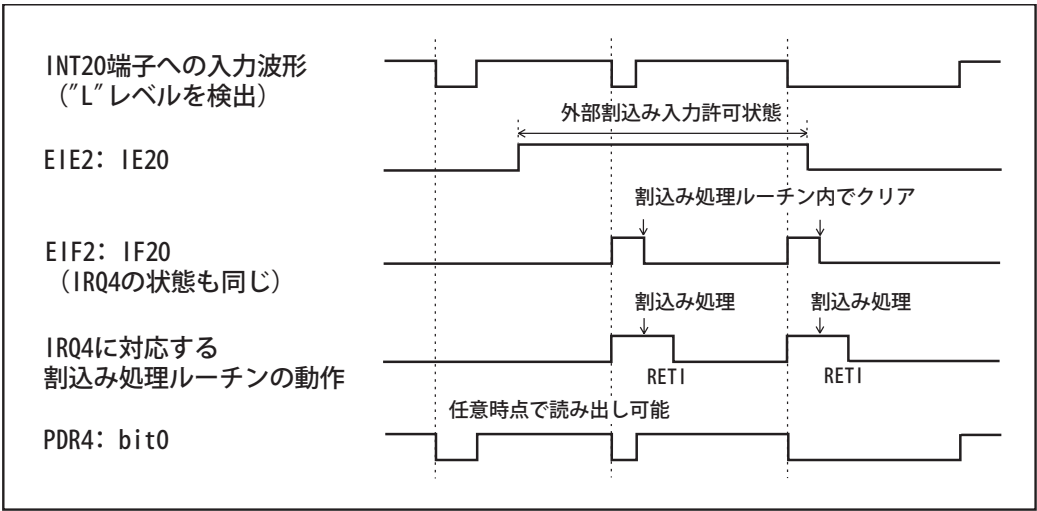 INT20端子への入力波形
（"L"レベルを検出）
外部割込み入力許可状態
EIE2: IE20
割込み処理ルーチン内でクリア
EIF2: IF20
（IRQ4の状態も同じ）
割込み処理 割込み処理
IRQ4に対応する
割込み処理ルーチンの動作
RETI RETI
任意時点で読み出し可能
PDR4: bit0